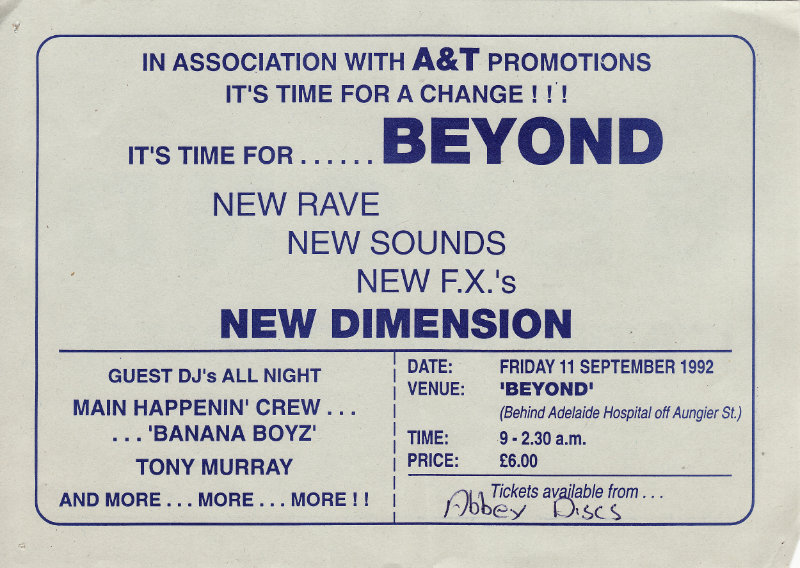 IN ASSOCIATION WITH A&T PROMOTIONS
IT'S TIME FOR A CHANGE ! ! !
IT'S TIME FOR . . . . . . BEYOND
NEW RAVE
NEW SOUNDS
NEW F.X.'s
NEW DIMENSION
GUEST DJ's ALL NIGHT
MAIN HAPPENIN' CREW . . .
. . . 'BANANA BOYZ'
TONY MURRAY
AND MORE . . . MORE . . . MORE ! !
DATE: FRIDAY 11 SEPTEMBER 1992
VENUE: 'BEYOND'
(Behind Adelaide Hospital off Aungier St.)
TIME: 9 - 2.30 a.m.
PRICE: £6.00
Tickets available from . . .
Abbey Discs